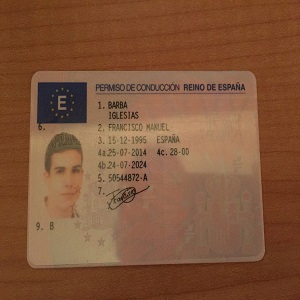 E
PERMISO DE CONDUCCIÓN REINO DE ESPAÑA
1. BARBA
IGLESIAS
6.
2. FRANCISCO MANUEL
3. 15-12-1995 ESPAÑA
4a. 25-07-2014 4c. 28-00
4b. 24-07-2024
5. 50544872-A
7.
9. B